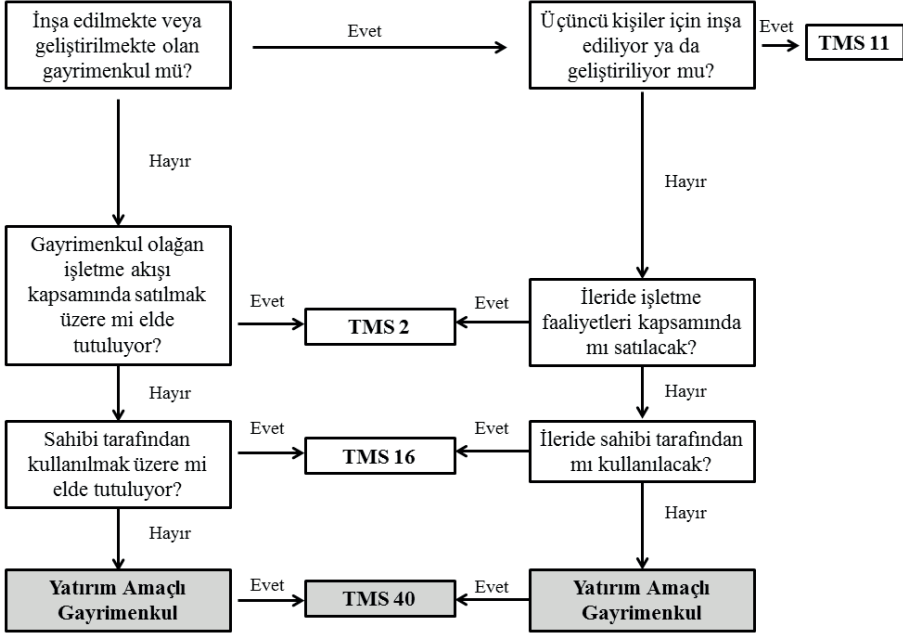 İnşa edilmekte veya
geliştirilmekte olan
gayrimenkul mü?
Evet
Üçüncü kişiler için inşa
ediliyor ya da
geliştiriliyor mu?
Evet
TMS 11
Hayır
Hayır
Gayrimenkul olağan
işletme akışı
kapsamında satılmak
üzere mi elde
tutuluyor?
Evet
TMS 2
Evet
İleride işletme
faaliyetleri kapsamında
mı satılacak?
Hayır
Hayır
Sahibi tarafından
kullanılmak üzere mi
elde tutuluyor?
Evet
TMS 16
Evet
İleride sahibi tarafından
mı kullanılacak?
Hayır
Hayır
Yatırım Amaçlı
Gayrimenkul
Evet
TMS 40
Evet
Yatırım Amaçlı
Gayrimenkul